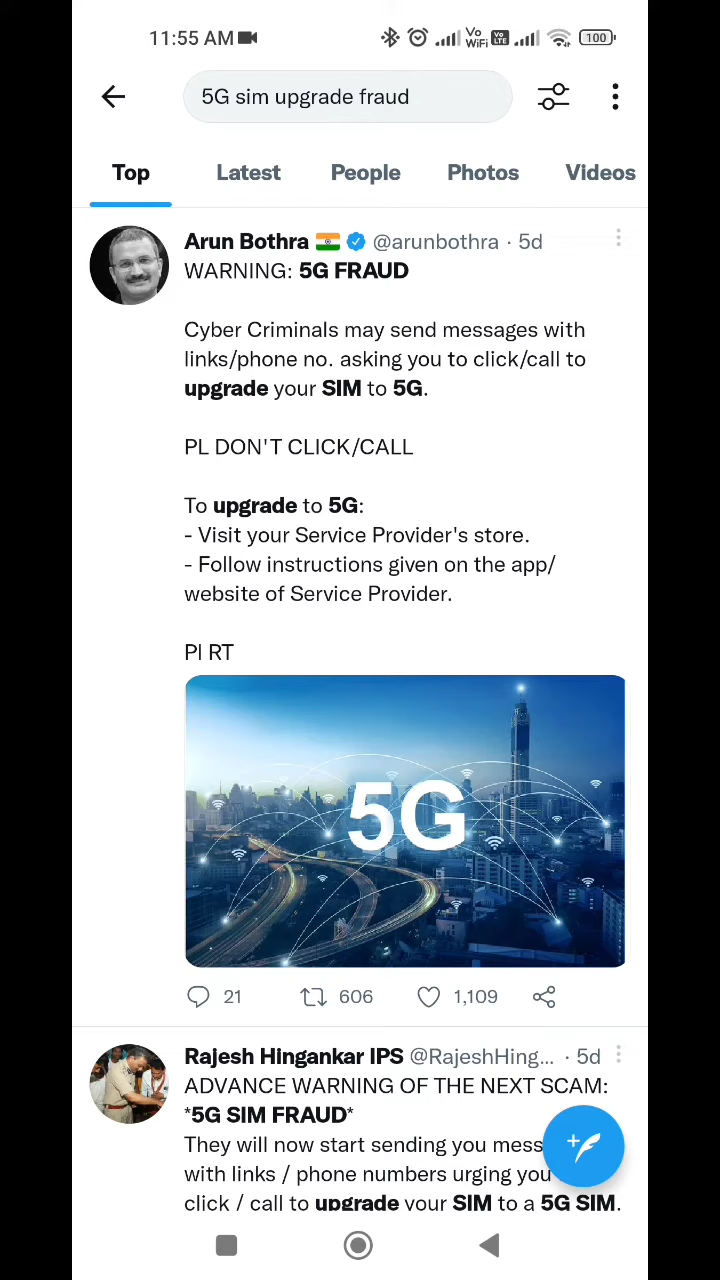 11:55 AM
Vo WiFi
Vo LTE
100
5G sim upgrade fraud
Top
Latest
People
Photos
Videos
Arun Bothra @arunbothra · 5d
WARNING: 5G FRAUD
Cyber Criminals may send messages with
links/phone no. asking you to click/call to
upgrade your SIM to 5G.
PL DON'T CLICK/CALL
To upgrade to 5G:
- Visit your Service Provider's store.
- Follow instructions given on the app/
website of Service Provider.
Pl RT
5G
21
606
1,109
Rajesh Hingankar IPS @RajeshHing... · 5d
ADVANCE WARNING OF THE NEXT SCAM:
*5G SIM FRAUD*
They will now start sending you mess
with links / phone numbers urging you
click / call to upgrade your SIM to a 5G SIM.